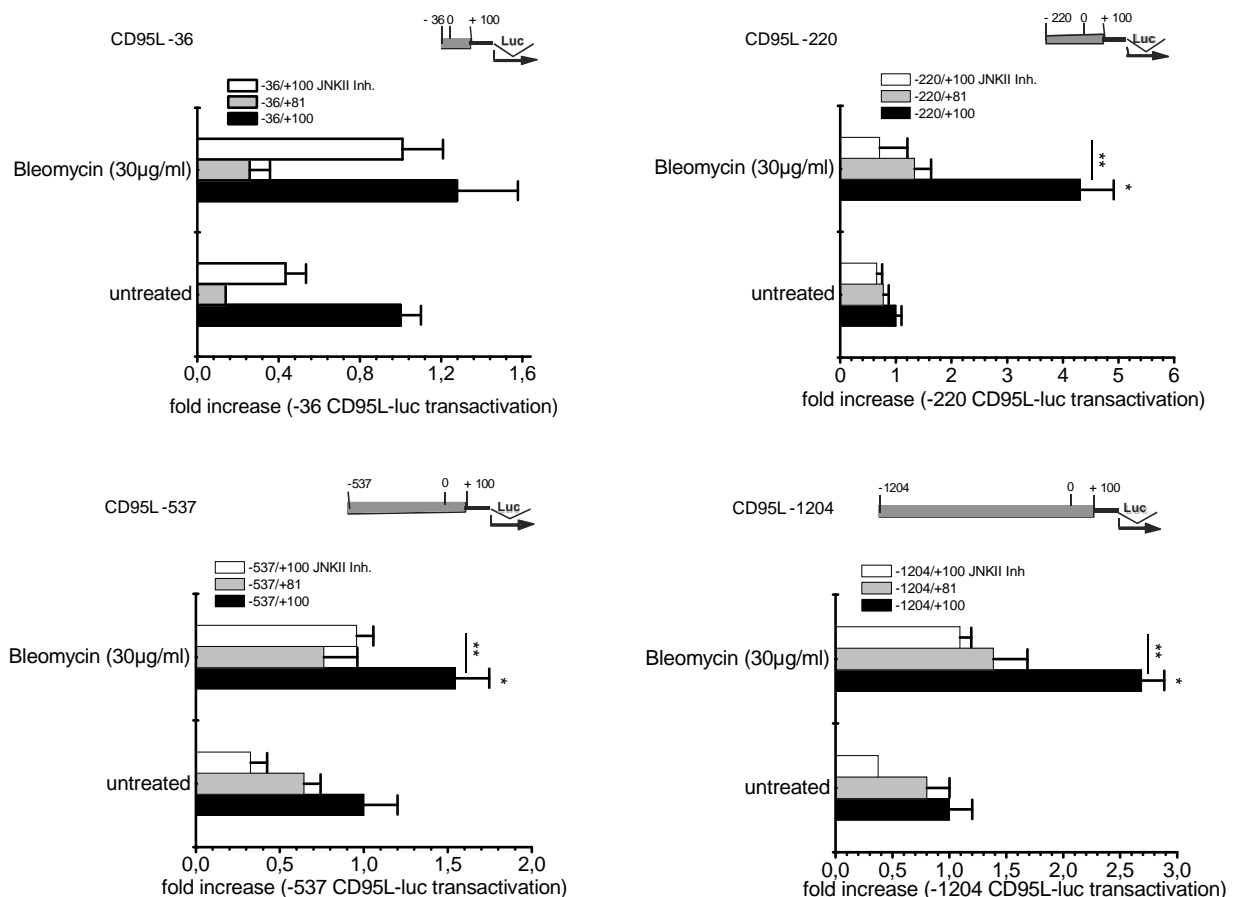 CD95L -36
- 36 0 + 100
Luc
-36/+100 JNKII Inh.
-36/+81
-36/+100
Bleomycin (30µg/ml)
untreated
0,0 0,4 0,8 1,2 1,6
fold increase (-36 CD95L-luc transactivation)
CD95L -220
- 220 0 + 100
Luc
-220/+100 JNKII Inh.
-220/+81
-220/+100
Bleomycin (30µg/ml)
**
*
untreated
0 1 2 3 4 5 6
fold increase (-220 CD95L-luc transactivation)
CD95L -537
-537 0 + 100
Luc
-537/+100 JNKII Inh.
-537/+81
-537/+100
Bleomycin (30µg/ml)
**
*
untreated
0,0 0,5 1,0 1,5 2,0
fold increase (-537 CD95L-luc transactivation)
CD95L -1204
-1204 0 + 100
Luc
-1204/+100 JNKII Inh
-1204/+81
-1204/+100
Bleomycin (30µg/ml)
**
*
untreated
0,0 0,5 1,0 1,5 2,0 2,5 3,0
fold increase (-1204 CD95L-luc transactivation)